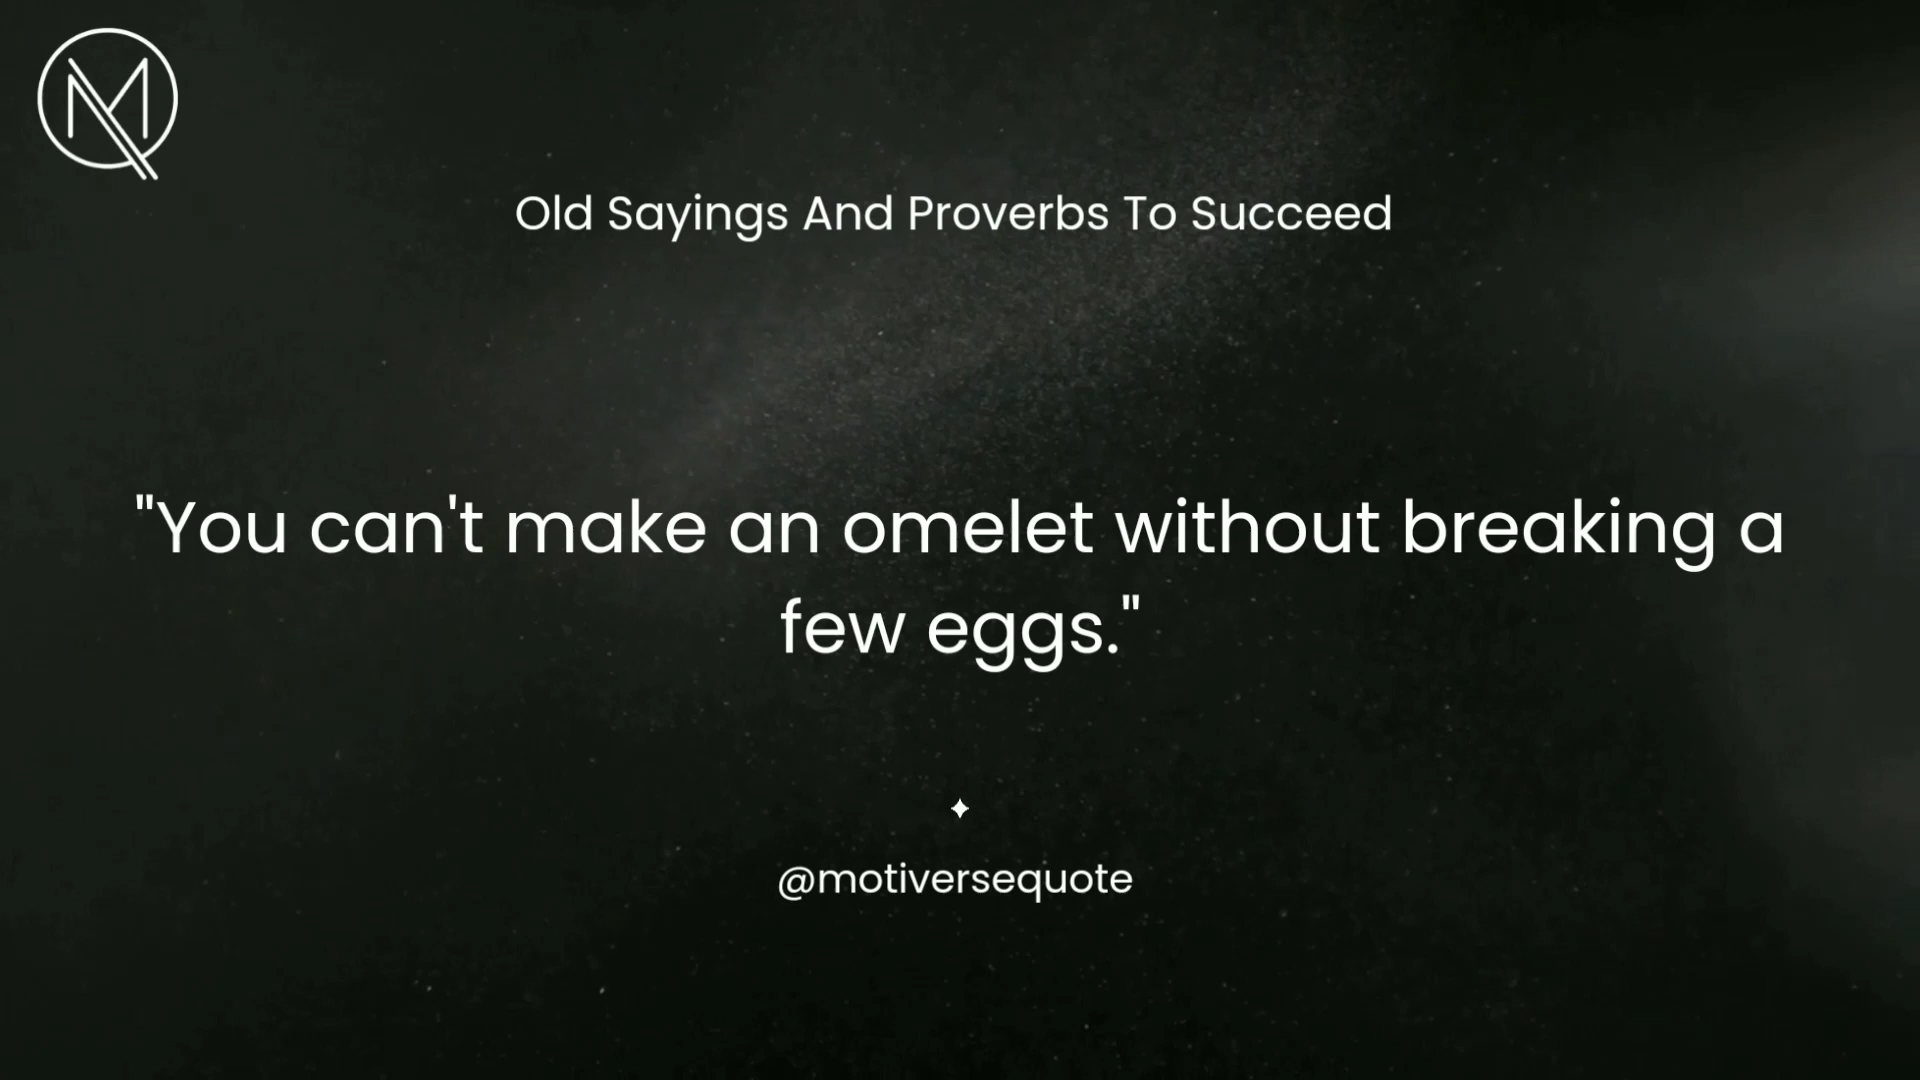 Old Sayings And Proverbs To Succeed
"You can't make an omelet without breaking a
few eggs."
@motiversequote